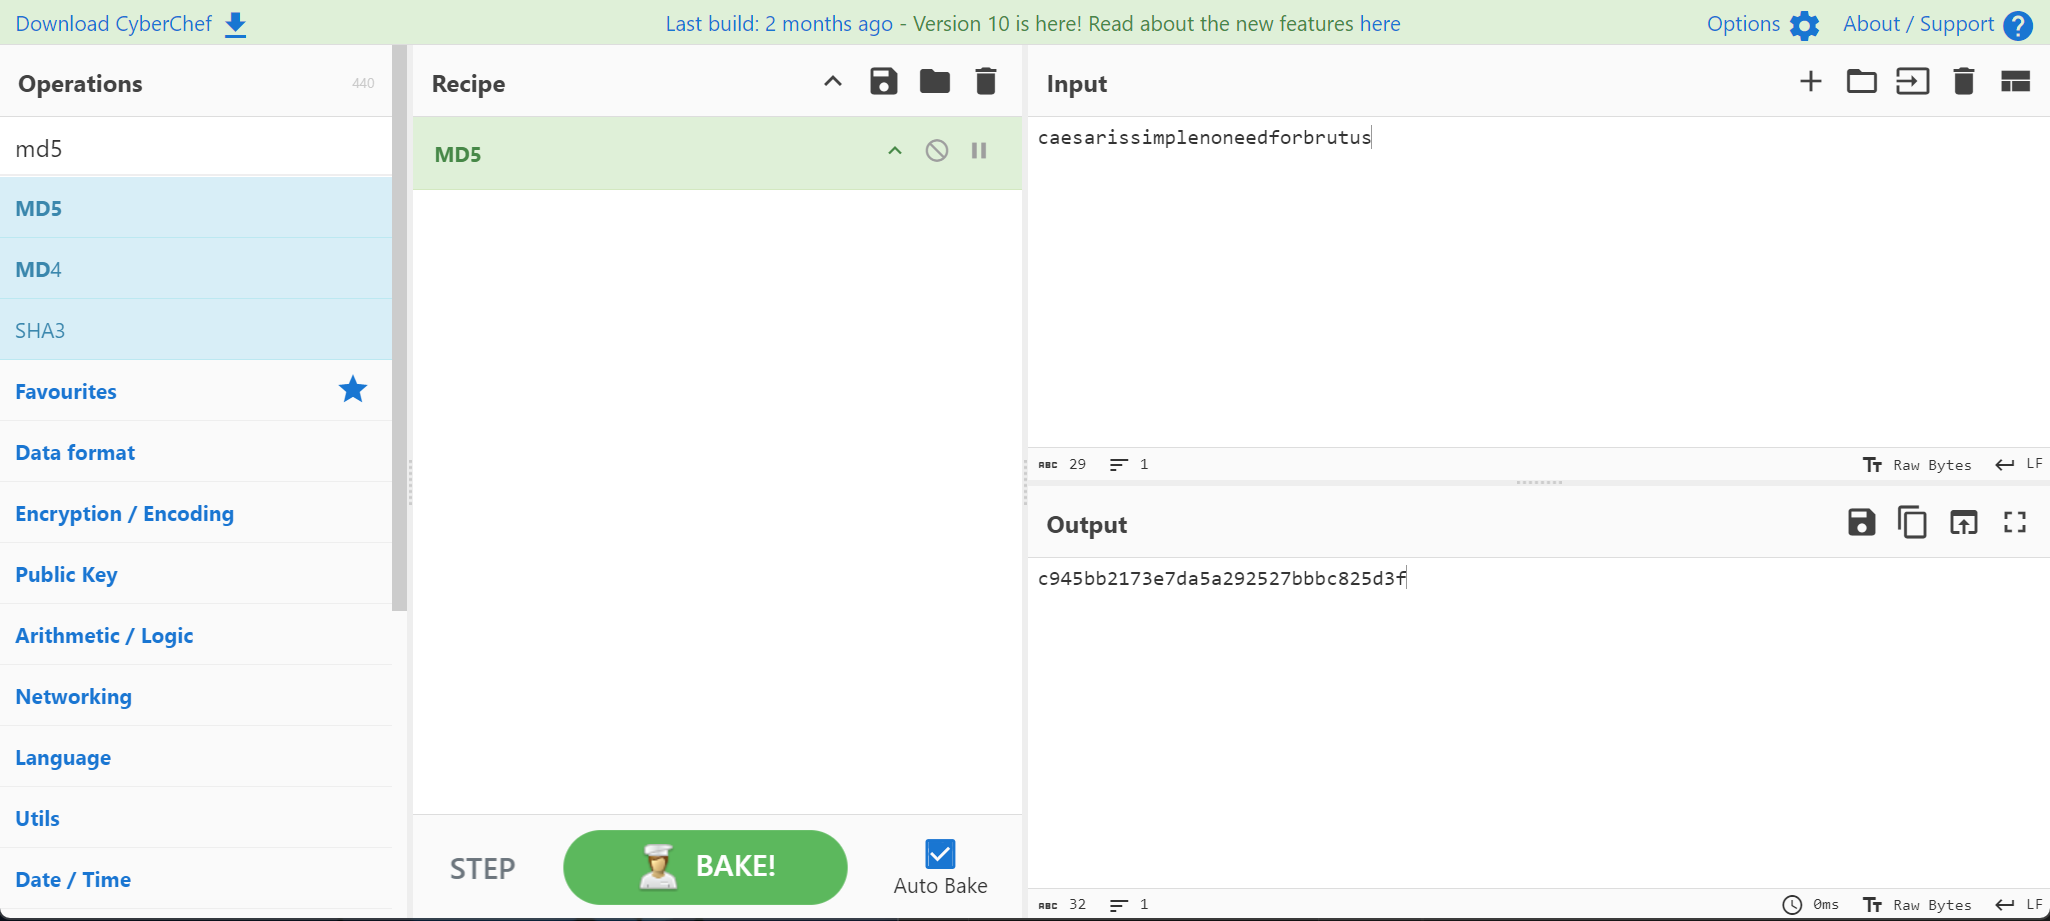 Download CyberChef
Last build: 2 months ago - Version 10 is here! Read about the new features here
Options
About / Support
Operations
440
md5
MD5
MD4
SHA3
Favourites
Data format
Encryption / Encoding
Public Key
Arithmetic / Logic
Networking
Language
Utils
Date / Time
Recipe
MD5
STEP
BAKE!
Auto Bake
Input
caesarissimplenoneedforbrutus
ABC 29 1
Tт Raw Bytes LF
Output
c945bb2173e7da5a292527bbbc825d3f
ABC 32 1
0ms Tт Raw Bytes LF